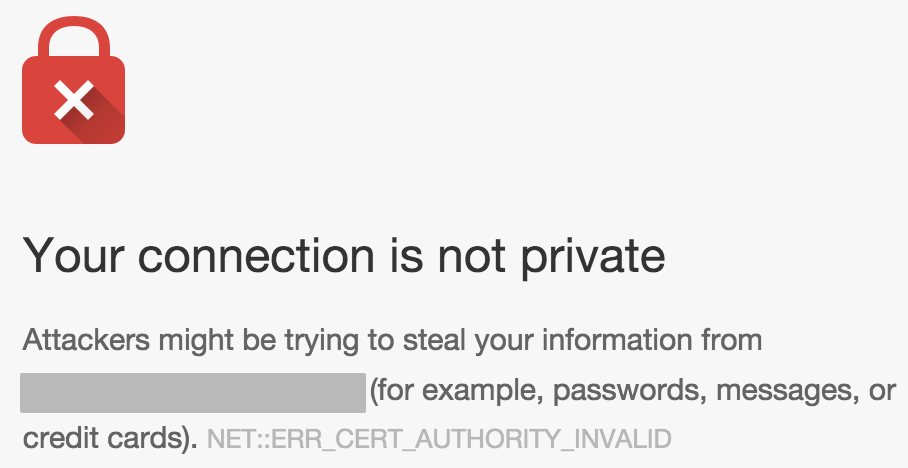 Your connection is not private
Attackers might be trying to steal your information from
(for example, passwords, messages, or
credit cards). NET::ERR_CERT_AUTHORITY_INVALID